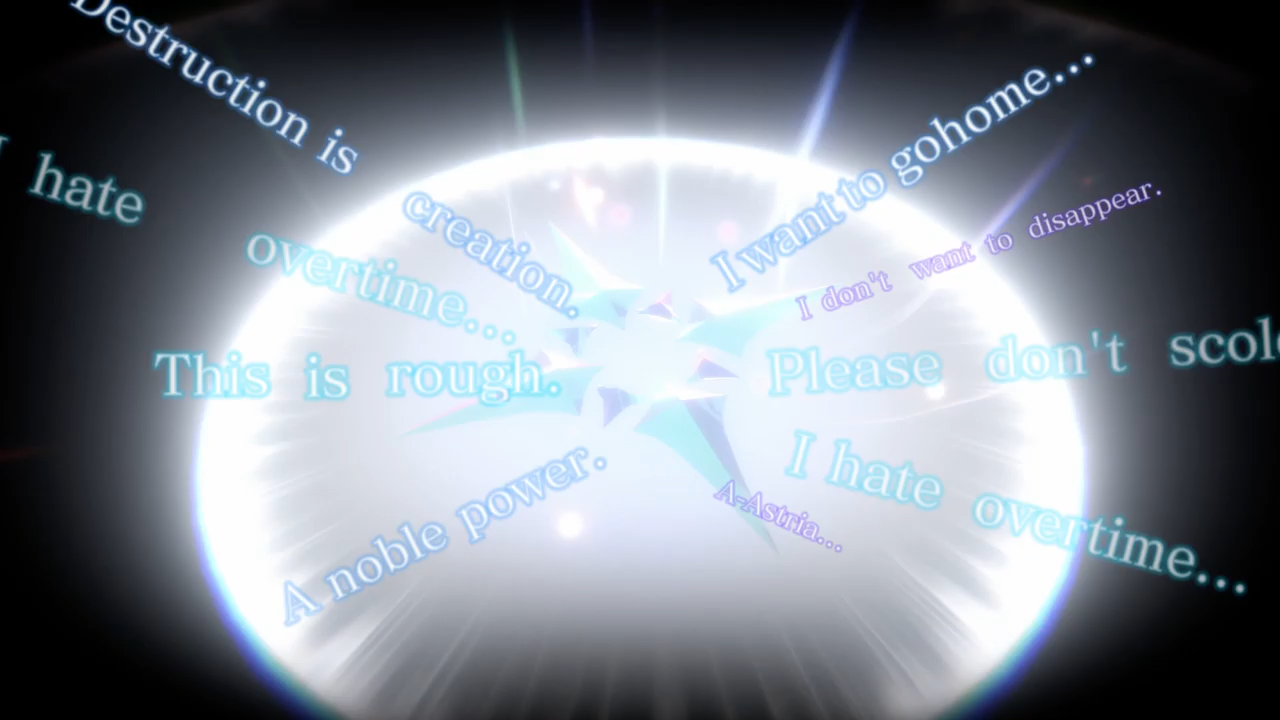 Destruction is creation.
I want to gohome...
hate overtime...
I don't want to disappear.
This is rough.
Please don't
A noble power.
I hate overtime...
A-Astria...